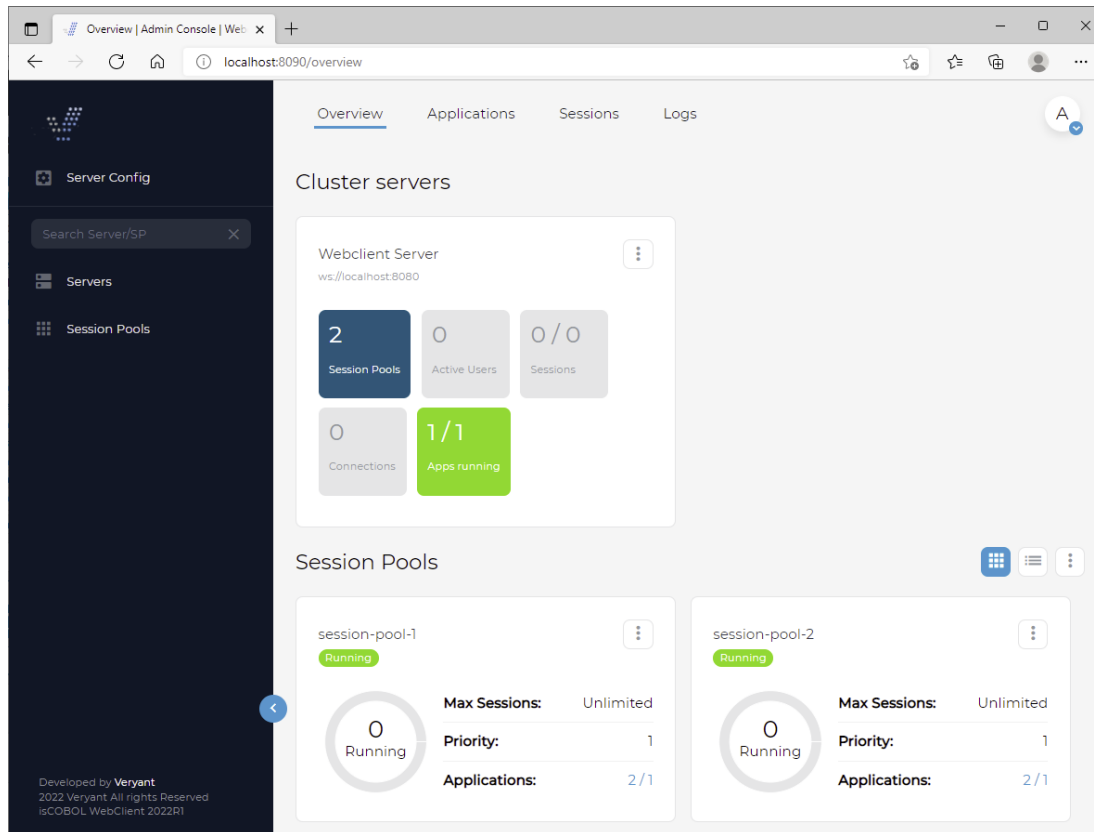 Overview | Admin Console | Web
localhost:8090/overview
Overview
Applications
Sessions
Logs
A
Server Config
Search Server/SP
Servers
Session Pools
Cluster servers
Webclient Server
ws://localhost:8080
2
Session Pools
0
Active Users
0 / 0
Sessions
0
Connections
1 / 1
Apps running
Session Pools
session-pool-1
Running
0
Running
Max Sessions: Unlimited
Priority: 1
Applications: 2 / 1
session-pool-2
Running
0
Running
Max Sessions: Unlimited
Priority: 1
Applications: 2 / 1
Developed by Veryant
2022 Veryant All rights Reserved
isCOBOL WebClient 2022R1